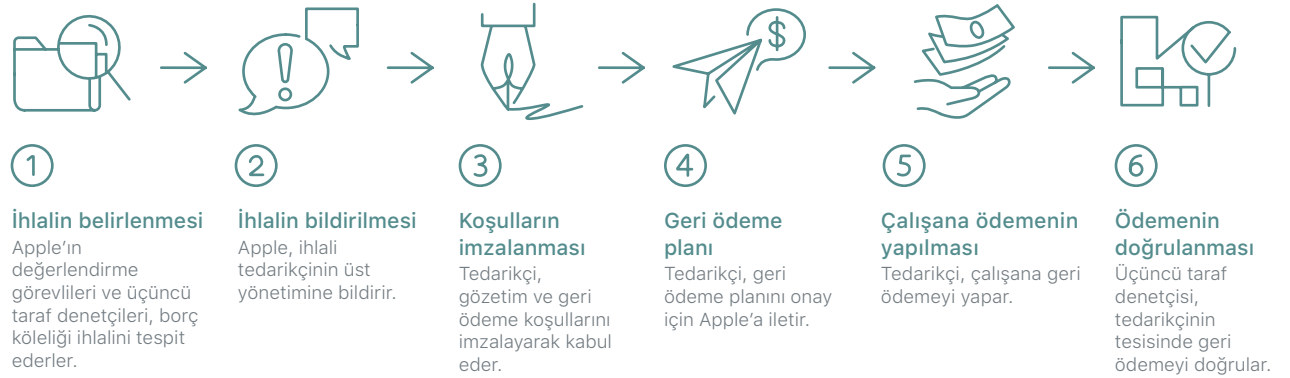 $
1
İhlalin belirlenmesi
Apple'ın
değerlendirme
görevlileri ve üçüncü
taraf denetçileri, borç
köleliği ihlalini tespit
ederler.
2
İhlalin bildirilmesi
Apple, ihlali
tedarikçinin üst
yönetimine bildirir.
3
Koşulların
imzalanması
Tedarikçi,
gözetim ve geri
ödeme koşullarını
imzalayarak kabul
eder.
4
Geri ödeme
planı
Tedarikçi, geri
ödeme planını onay
için Apple'a iletir.
5
Çalışana ödemenin
yapılması
Tedarikçi, çalışana geri
ödemeyi yapar.
6
Ödemenin
doğrulanması
Üçüncü taraf
denetçisi,
tedarikçinin
tesisinde geri
ödemeyi doğrular.